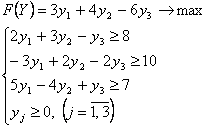 F(Y) = 3y₁ + 4y₂ − 6y₃ → max
2y₁ + 3y₂ − y₃ ≥ 8
−3y₁ + 2y₂ − 2y₃ ≥ 10
5y₁ − 4y₂ + y₃ ≥ 7
yⱼ ≥ 0, (j = 1,3)